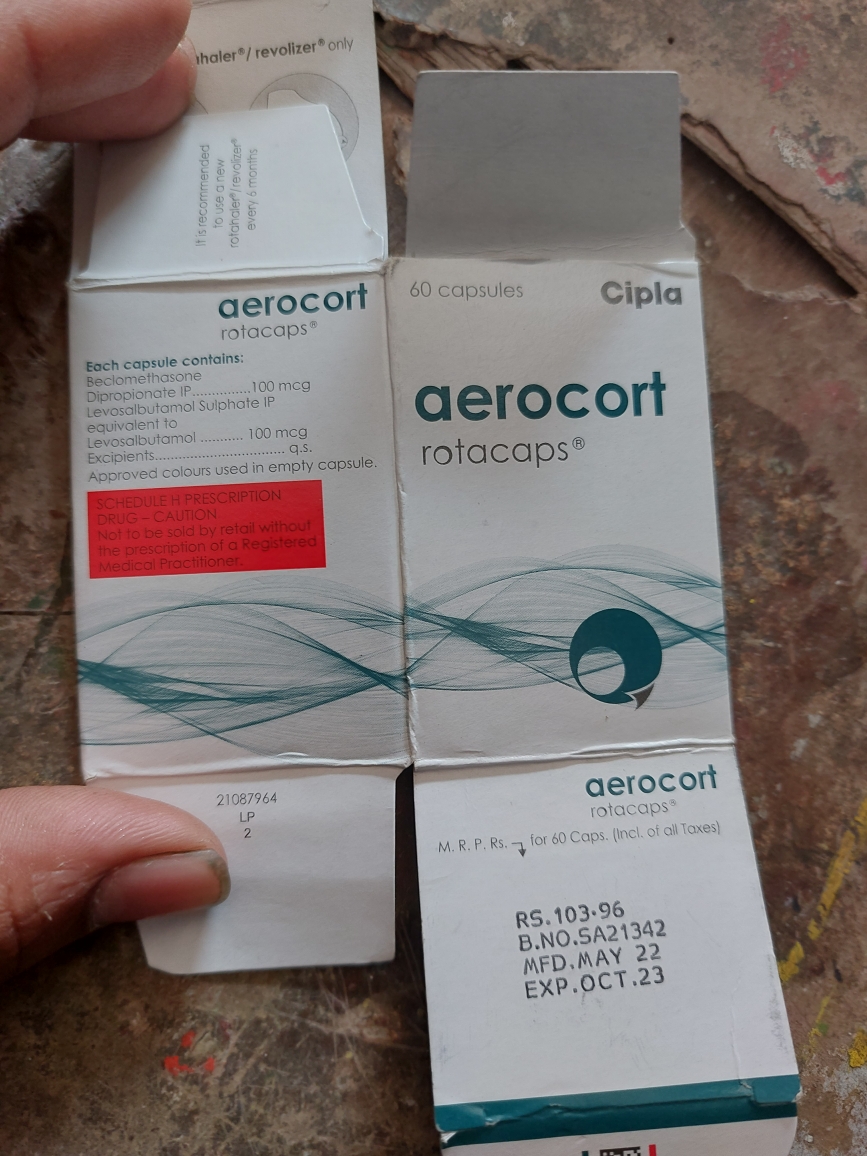 / revolizer® only
It is recommended
to use a new
rotahaler®/revolizer®
every 6 months
aerocort
rotacaps®
Each capsule contains:
Beclomethasone
Dipropionate IP...............100 mcg
Levosalbutamol Sulphate IP
equivalent to
Levosalbutamol ........... 100 mcg
Excipients................................. q.s.
Approved colours used in empty capsule.
SCHEDULE H PRESCRIPTION
DRUG – CAUTION
Not to be sold by retail without
the prescription of a Registered
Medical Practitioner.
21087964
LP
2
60 capsules Cipla
aerocort
rotacaps®
aerocort
rotacaps®
M. R. P. Rs. for 60 Caps. (Incl. of all Taxes)
RS.103.96
B.NO.SA21342
MFD.MAY 22
EXP.OCT.23